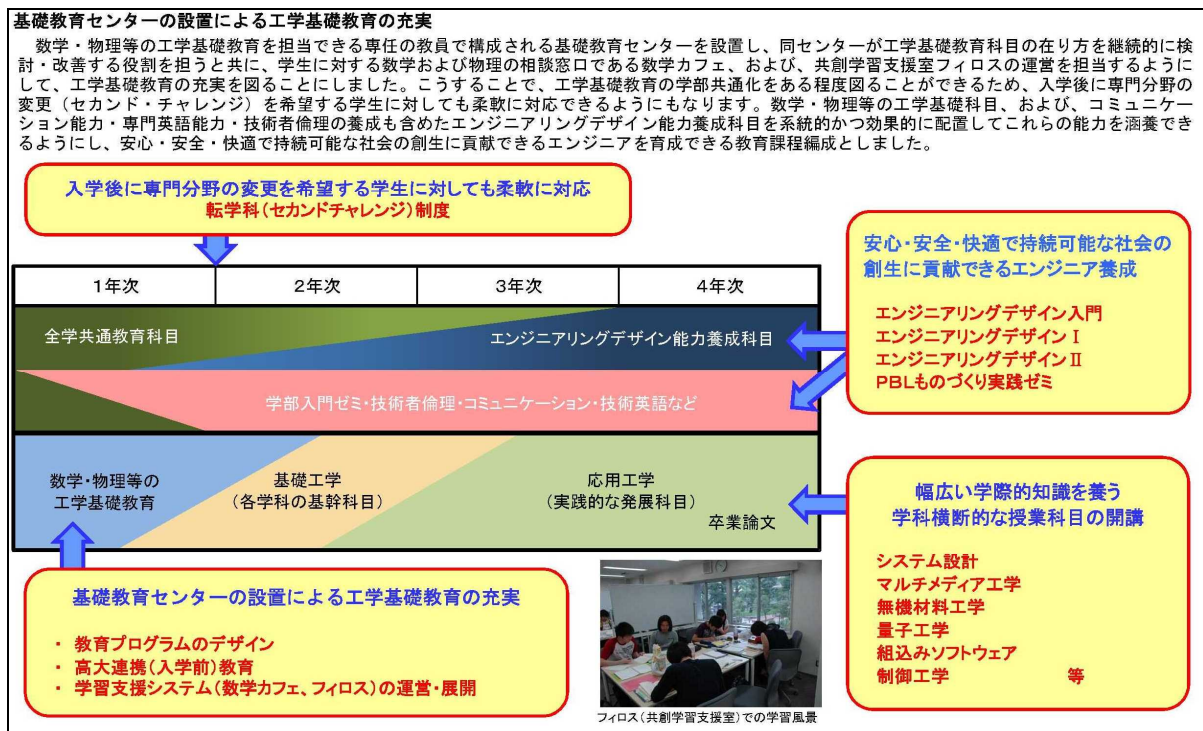 基礎教育センターの設置による工学基礎教育の充実
数学・物理等の工学基礎教育を担当できる専任の教員で構成される基礎教育センターを設置し、同センターが工学基礎教育科目の在り方を継続的に検
討・改善する役割を担うと共に、学生に対する数学および物理の相談窓口である数学カフェ、および、共創学習支援室フィロスの運営を担当するように
して、工学基礎教育の充実を図ることにしました。こうすることで、工学基礎教育の学部共通化をある程度図ることができるため、入学後に専門分野の
変更（セカンド・チャレンジ）を希望する学生に対しても柔軟に対応できるようにもなります。数学・物理等の工学基礎科目、および、コミュニケー
ション能力・専門英語能力・技術者倫理の養成も含めたエンジニアリングデザイン能力養成科目を系統的かつ効果的に配置してこれらの能力を涵養でき
るようにし、安心・安全・快適で持続可能な社会の創生に貢献できるエンジニアを育成できる教育課程編成としました。
入学後に専門分野の変更を希望する学生に対しても柔軟に対応
転学科（セカンドチャレンジ）制度
1年次
2年次
3年次
4年次
全学共通教育科目
エンジニアリングデザイン能力養成科目
学部入門ゼミ・技術者倫理・コミュニケーション・技術英語など
数学・物理等の
工学基礎教育
基礎工学
（各学科の基幹科目）
応用工学
（実践的な発展科目）
卒業論文
安心・安全・快適で持続可能な社会の
創生に貢献できるエンジニア養成
エンジニアリングデザイン入門
エンジニアリングデザインⅠ
エンジニアリングデザインⅡ
PBLものづくり実践ゼミ
幅広い学際的知識を養う
学科横断的な授業科目の開講
システム設計
マルチメディア工学
無機材料工学
量子工学
組込みソフトウェア
制御工学 等
基礎教育センターの設置による工学基礎教育の充実
・ 教育プログラムのデザイン
・ 高大連携（入学前）教育
・ 学習支援システム（数学カフェ、フィロス）の運営・展開
フィロス（共創学習支援室）での学習風景